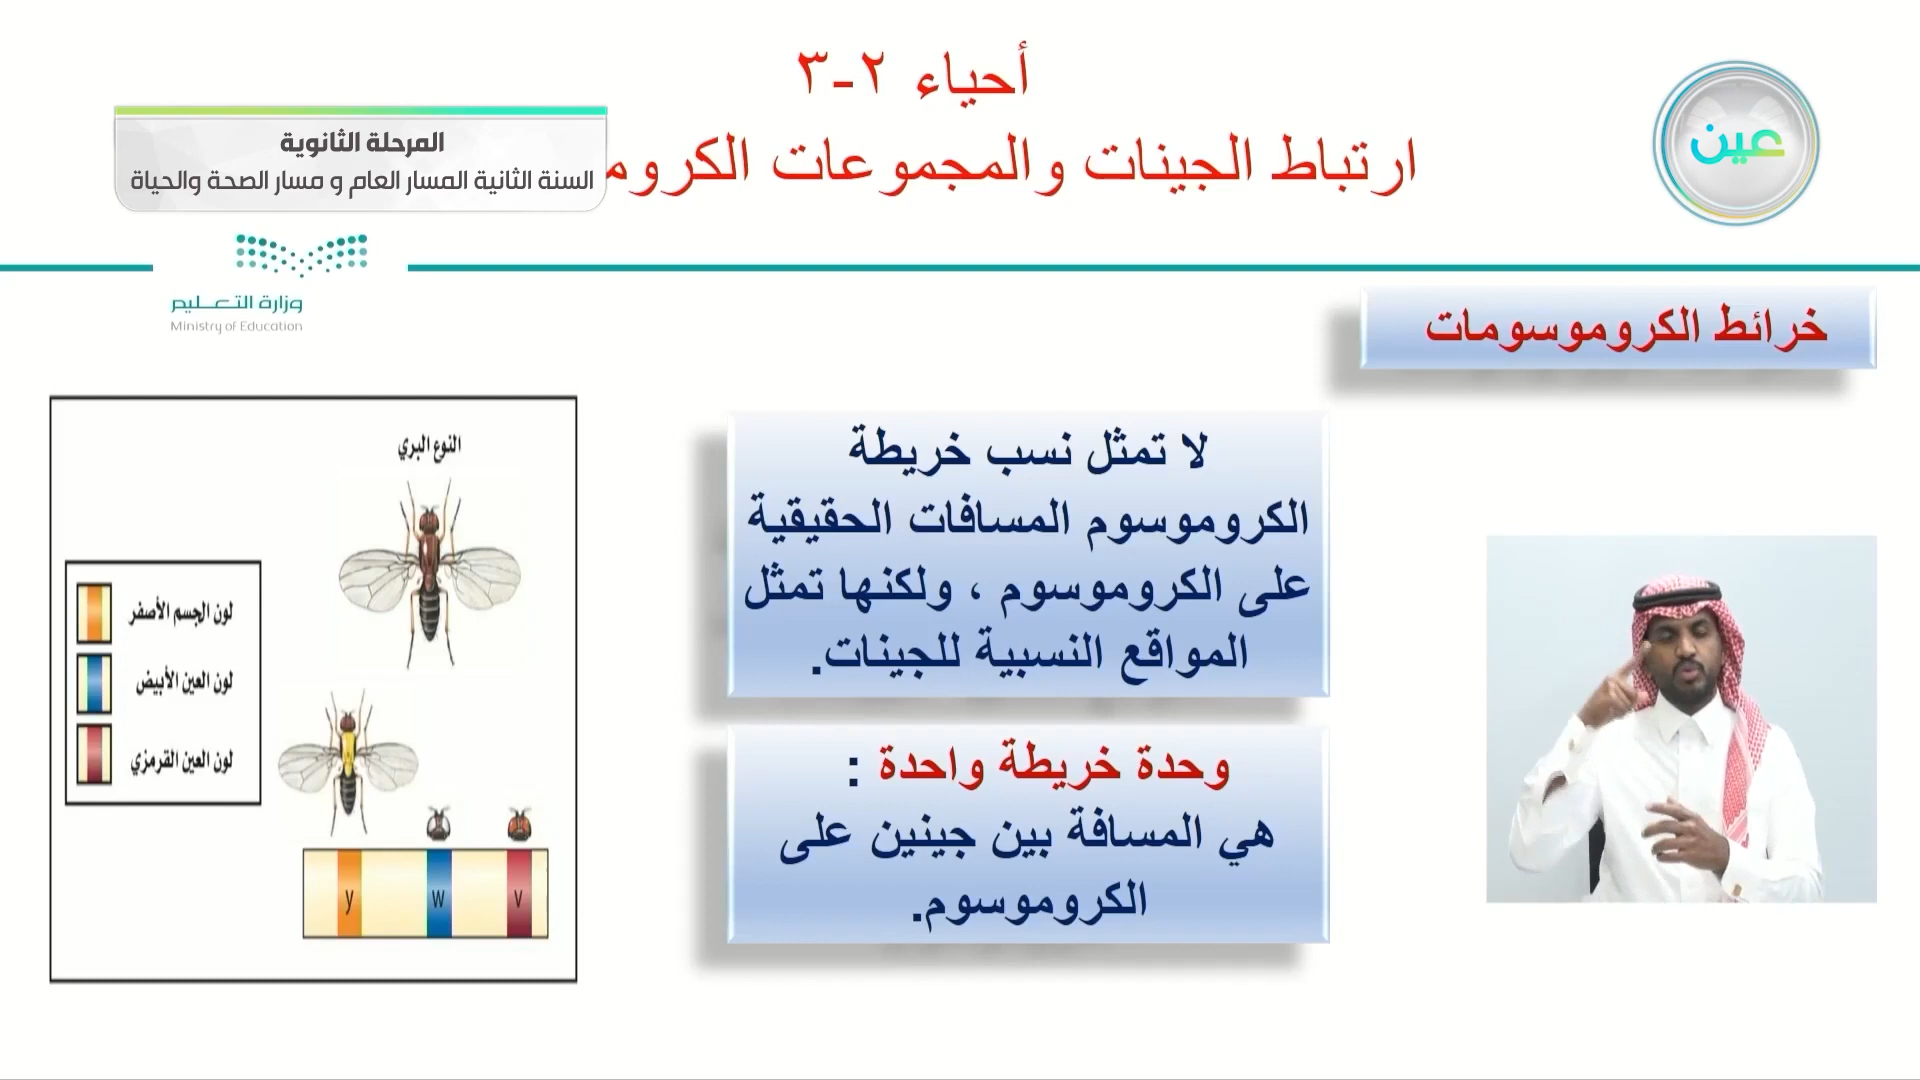 أحياء ٢-٣
ارتباط الجينات والمجموعات
عين
المرحلة الثانوية
السنة الثانية المسار العام و مسار الصحة والحياة
وزارة التعليم
Ministry of Education
خرائط الكروموسومات
لا تمثل نسب خريطة
الكروموسوم المسافات الحقيقية
على الكروموسوم ، ولكنها تمثل
المواقع النسبية للجينات.
وحدة خريطة واحدة :
هي المسافة بين جينين على
الكروموسوم.
النوع البري
لون الجسم الأصفر
لون العين الأبيض
لون العين القرمزي
y w v